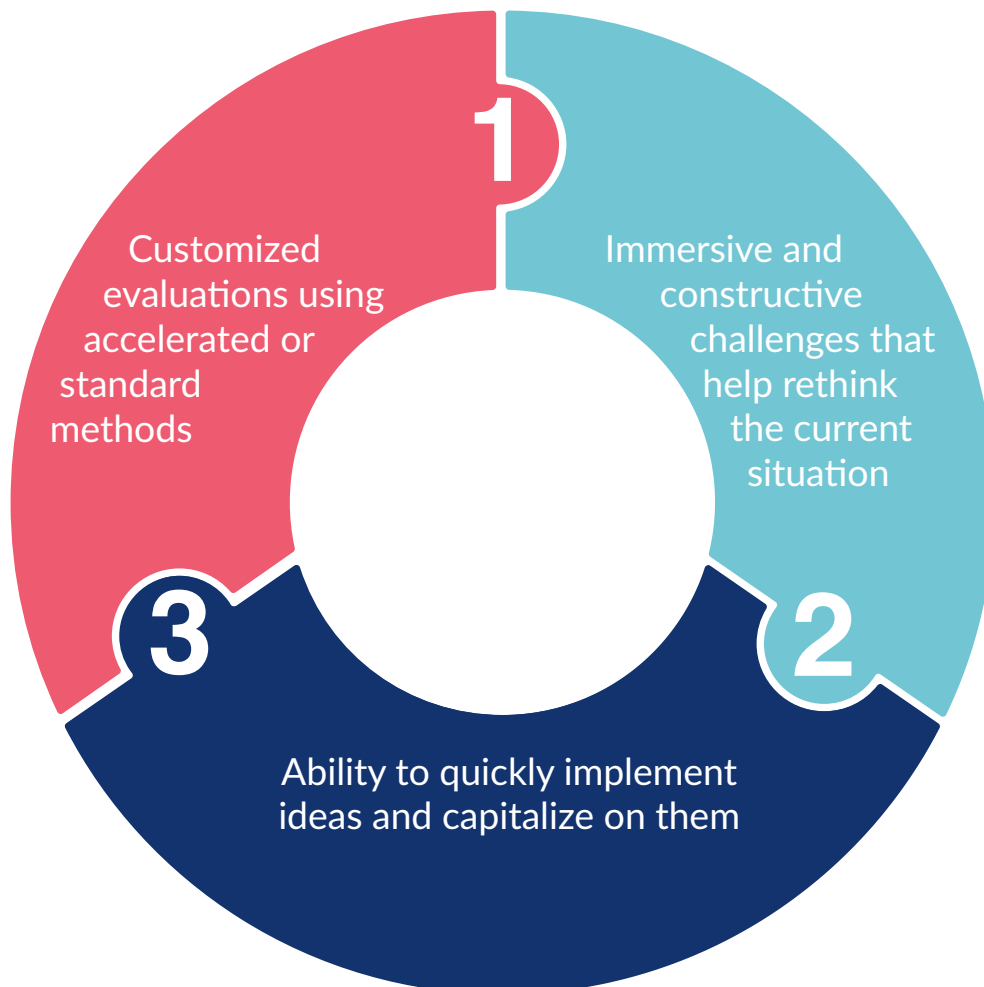 1
Customized
evaluations using
accelerated or
standard
methods
Immersive and
constructive
challenges that
help rethink
the current
situation
2
3
Ability to quickly implement
ideas and capitalize on them